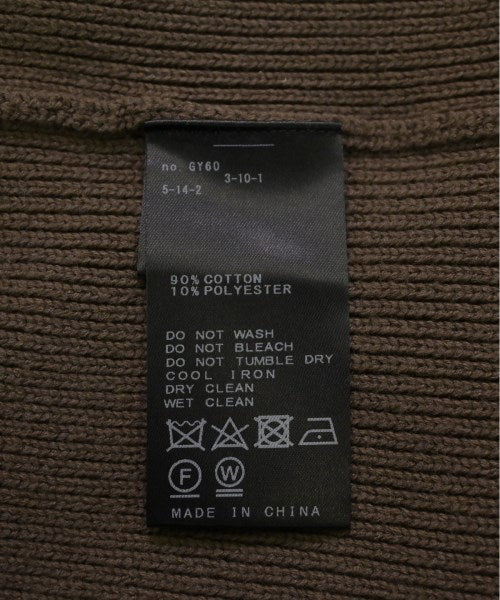 no. GY60
3-10-1
5-14-2
90% COTTON
10% POLYESTER
DO NOT WASH
DO NOT BLEACH
DO NOT TUMBLE DRY
COOL IRON
DRY CLEAN
WET CLEAN
F W
MADE IN CHINA